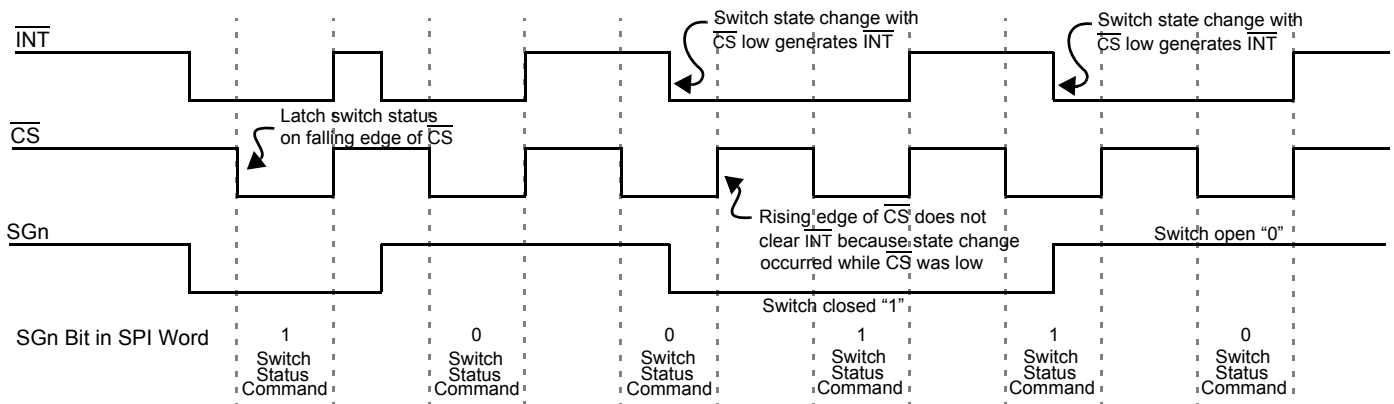 INT
Switch state change with
CS low generates INT
Switch state change with
CS low generates INT
Latch switch status
on falling edge of CS
CS
Rising edge of CS does not
clear INT because state change
occurred while CS was low
SGn
Switch open “0”
Switch closed “1”
SGn Bit in SPI Word
1
Switch
Status
Command
0
Switch
Status
Command
0
Switch
Status
Command
1
Switch
Status
Command
1
Switch
Status
Command
0
Switch
Status
Command